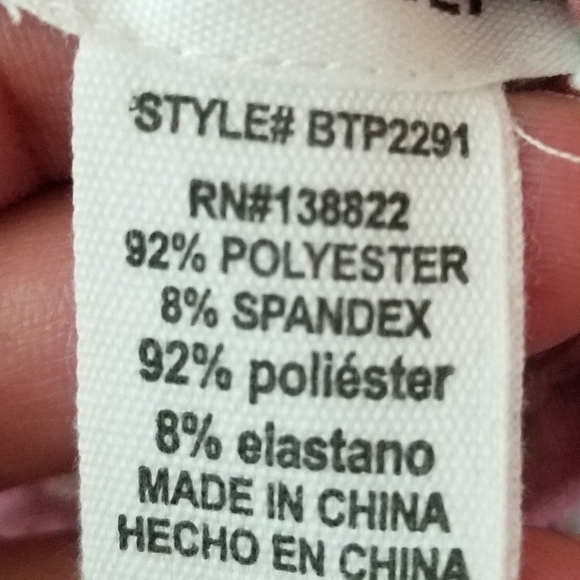 STYLE# BTP2291
RN#138822
92% POLYESTER
8% SPANDEX
92% poliéster
8% elastano
MADE IN CHINA
HECHO EN CHINA